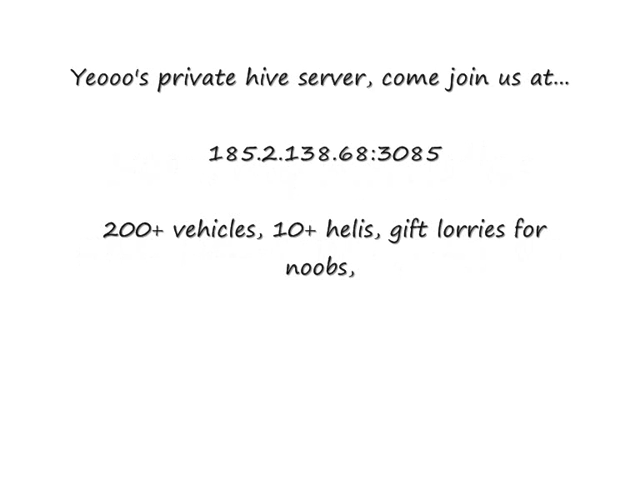 Yeooo's private hive server, come join us at...
185.2.138.68:3085
200+ vehicles, 10+ helis, gift lorries for
noobs,